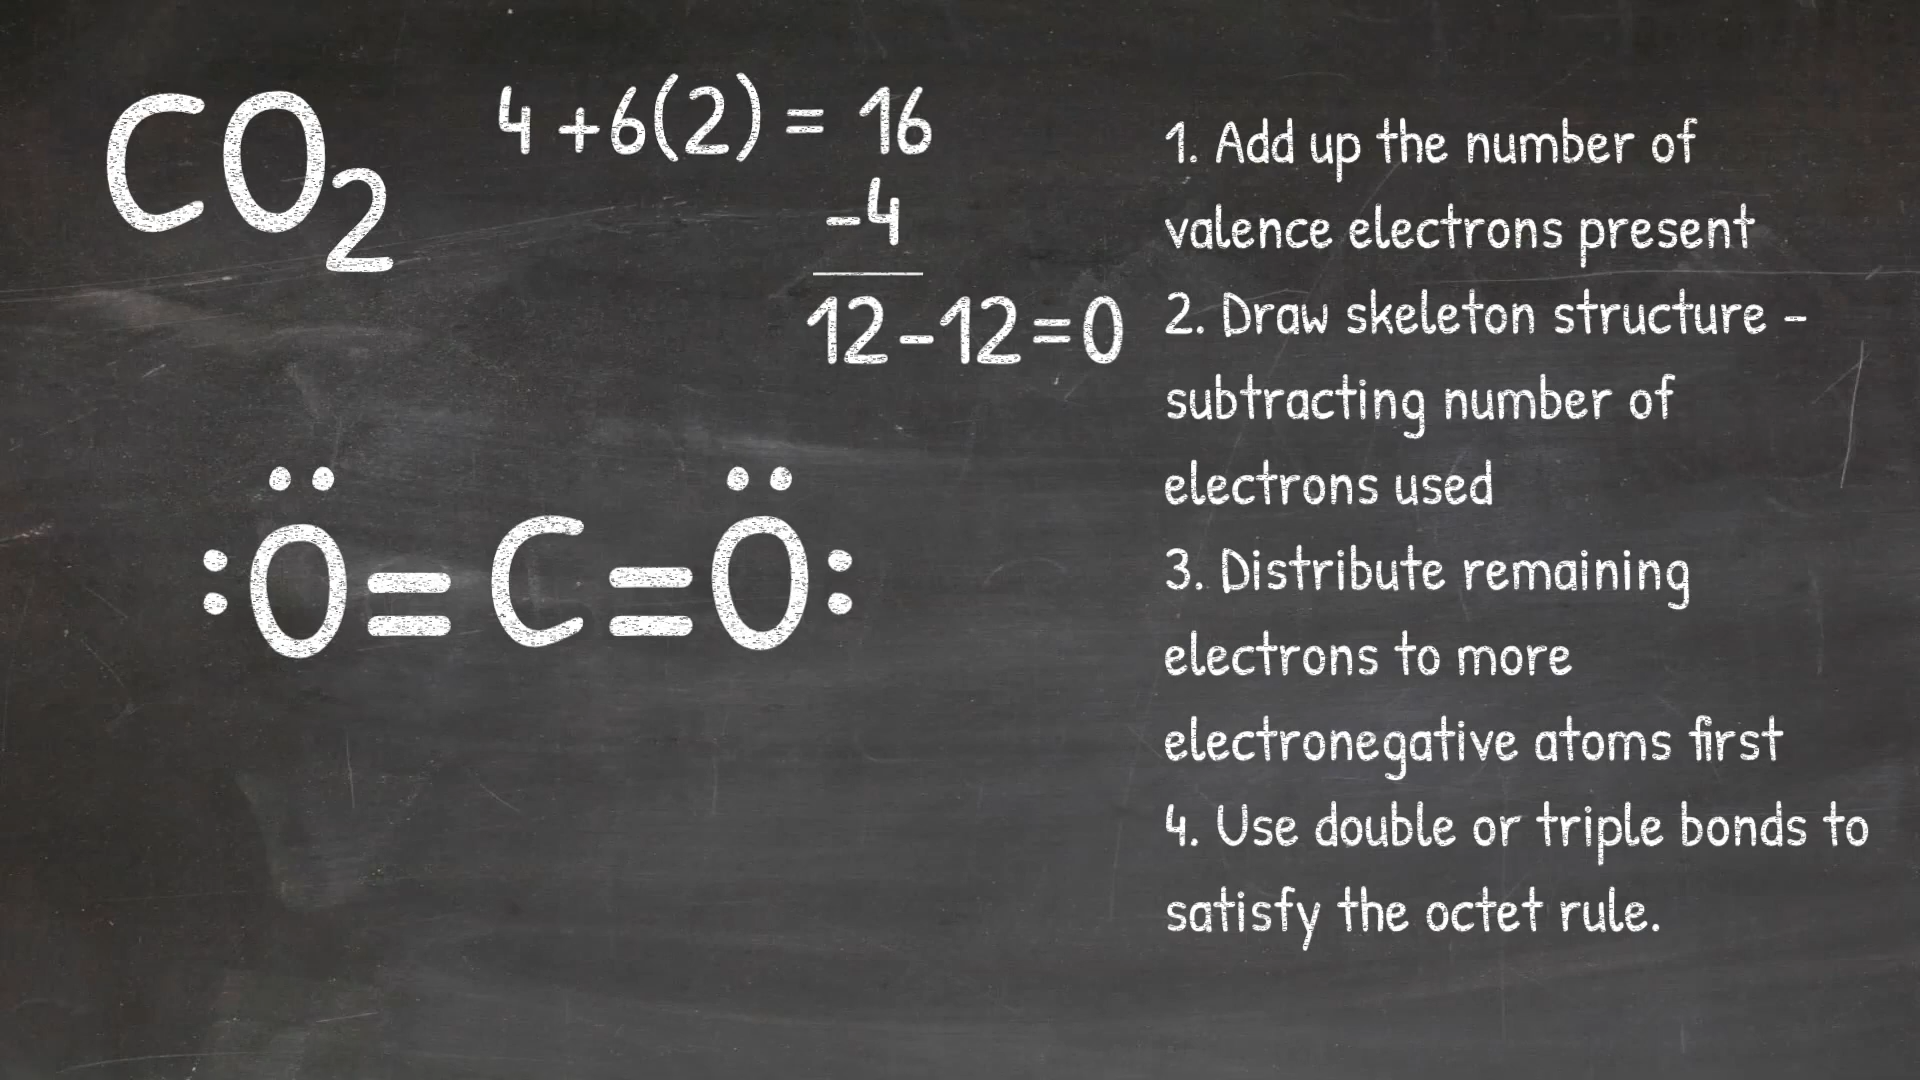 CO₂
4 +6(2) = 16
-4
12-12=0
:Ö=C=Ö:
1. Add up the number of
valence electrons present
2. Draw skeleton structure -
subtracting number of
electrons used
3. Distribute remaining
electrons to more
electronegative atoms first
4. Use double or triple bonds to
satisfy the octet rule.